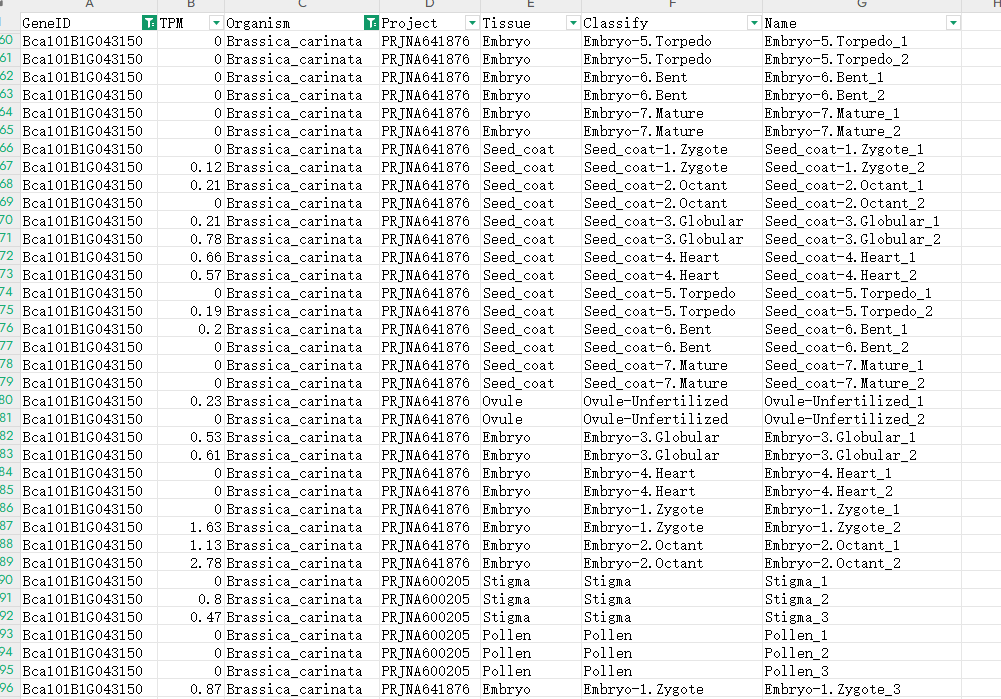 A B C D E F G H
GeneID TPM Organism Project Tissue Classify Name
60 Bca101B1G043150 0 Brassica_carinata PRJNA641876 Embryo Embryo-5.Torpedo Embryo-5.Torpedo_1
61 Bca101B1G043150 0 Brassica_carinata PRJNA641876 Embryo Embryo-5.Torpedo Embryo-5.Torpedo_2
62 Bca101B1G043150 0 Brassica_carinata PRJNA641876 Embryo Embryo-6.Bent Embryo-6.Bent_1
63 Bca101B1G043150 0 Brassica_carinata PRJNA641876 Embryo Embryo-6.Bent Embryo-6.Bent_2
64 Bca101B1G043150 0 Brassica_carinata PRJNA641876 Embryo Embryo-7.Mature Embryo-7.Mature_1
65 Bca101B1G043150 0 Brassica_carinata PRJNA641876 Embryo Embryo-7.Mature Embryo-7.Mature_2
66 Bca101B1G043150 0 Brassica_carinata PRJNA641876 Seed_coat Seed_coat-1.Zygote Seed_coat-1.Zygote_1
67 Bca101B1G043150 0.12 Brassica_carinata PRJNA641876 Seed_coat Seed_coat-1.Zygote Seed_coat-1.Zygote_2
68 Bca101B1G043150 0.21 Brassica_carinata PRJNA641876 Seed_coat Seed_coat-2.Octant Seed_coat-2.Octant_1
69 Bca101B1G043150 0 Brassica_carinata PRJNA641876 Seed_coat Seed_coat-2.Octant Seed_coat-2.Octant_2
70 Bca101B1G043150 0.21 Brassica_carinata PRJNA641876 Seed_coat Seed_coat-3.Globular Seed_coat-3.Globular_1
71 Bca101B1G043150 0.78 Brassica_carinata PRJNA641876 Seed_coat Seed_coat-3.Globular Seed_coat-3.Globular_2
72 Bca101B1G043150 0.66 Brassica_carinata PRJNA641876 Seed_coat Seed_coat-4.Heart Seed_coat-4.Heart_1
73 Bca101B1G043150 0.57 Brassica_carinata PRJNA641876 Seed_coat Seed_coat-4.Heart Seed_coat-4.Heart_2
74 Bca101B1G043150 0 Brassica_carinata PRJNA641876 Seed_coat Seed_coat-5.Torpedo Seed_coat-5.Torpedo_1
75 Bca101B1G043150 0.19 Brassica_carinata PRJNA641876 Seed_coat Seed_coat-5.Torpedo Seed_coat-5.Torpedo_2
76 Bca101B1G043150 0.2 Brassica_carinata PRJNA641876 Seed_coat Seed_coat-6.Bent Seed_coat-6.Bent_1
77 Bca101B1G043150 0 Brassica_carinata PRJNA641876 Seed_coat Seed_coat-6.Bent Seed_coat-6.Bent_2
78 Bca101B1G043150 0 Brassica_carinata PRJNA641876 Seed_coat Seed_coat-7.Mature Seed_coat-7.Mature_1
79 Bca101B1G043150 0 Brassica_carinata PRJNA641876 Seed_coat Seed_coat-7.Mature Seed_coat-7.Mature_2
80 Bca101B1G043150 0.23 Brassica_carinata PRJNA641876 Ovule Ovule-Unfertilized Ovule-Unfertilized_1
81 Bca101B1G043150 0 Brassica_carinata PRJNA641876 Ovule Ovule-Unfertilized Ovule-Unfertilized_2
82 Bca101B1G043150 0.53 Brassica_carinata PRJNA641876 Embryo Embryo-3.Globular Embryo-3.Globular_1
83 Bca101B1G043150 0.61 Brassica_carinata PRJNA641876 Embryo Embryo-3.Globular Embryo-3.Globular_2
84 Bca101B1G043150 0 Brassica_carinata PRJNA641876 Embryo Embryo-4.Heart Embryo-4.Heart_1
85 Bca101B1G043150 0 Brassica_carinata PRJNA641876 Embryo Embryo-4.Heart Embryo-4.Heart_2
86 Bca101B1G043150 0 Brassica_carinata PRJNA641876 Embryo Embryo-1.Zygote Embryo-1.Zygote_1
87 Bca101B1G043150 1.63 Brassica_carinata PRJNA641876 Embryo Embryo-1.Zygote Embryo-1.Zygote_2
88 Bca101B1G043150 1.13 Brassica_carinata PRJNA641876 Embryo Embryo-2.Octant Embryo-2.Octant_1
89 Bca101B1G043150 2.78 Brassica_carinata PRJNA641876 Embryo Embryo-2.Octant Embryo-2.Octant_2
90 Bca101B1G043150 0 Brassica_carinata PRJNA600205 Stigma Stigma Stigma_1
91 Bca101B1G043150 0.8 Brassica_carinata PRJNA600205 Stigma Stigma Stigma_2
92 Bca101B1G043150 0.47 Brassica_carinata PRJNA600205 Stigma Stigma Stigma_3
93 Bca101B1G043150 0 Brassica_carinata PRJNA600205 Pollen Pollen Pollen_1
94 Bca101B1G043150 0 Brassica_carinata PRJNA600205 Pollen Pollen Pollen_2
95 Bca101B1G043150 0 Brassica_carinata PRJNA600205 Pollen Pollen Pollen_3
96 Bca101B1G043150 0.87 Brassica_carinata PRJNA641876 Embryo Embryo-1.Zygote Embryo-1.Zygote_3